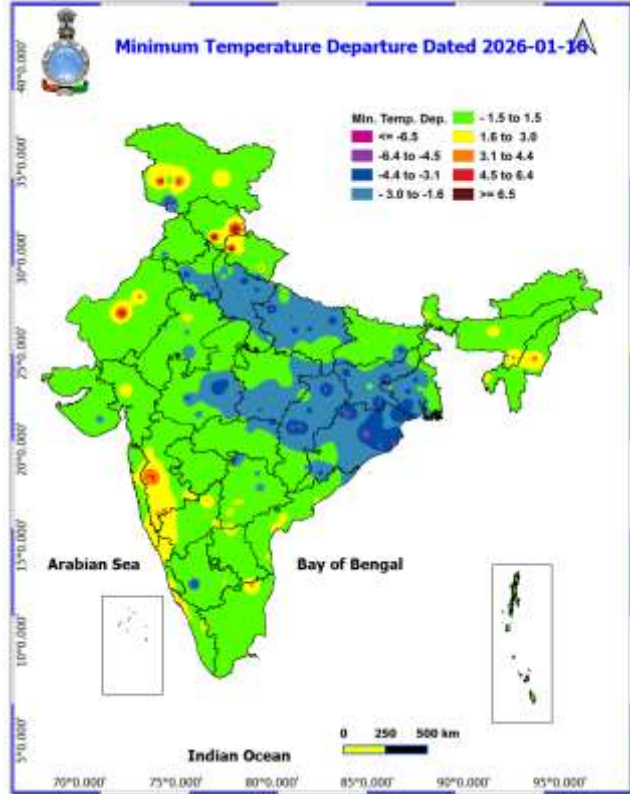 Minimum Temperature Departure Dated 2026-01-16
Min. Temp. Dep.
<= -6.5
-6.4 to -4.5
-4.4 to -3.1
- 3.0 to -1.6
- 1.5 to 1.5
1.6 to 3.0
3.1 to 4.4
4.5 to 6.4
>= 6.5
40°0.000'
35°0.000'
30°0.000'
25°0.000'
20°0.000'
15°0.000'
10°0.000'
5°0.000'
Arabian Sea
Bay of Bengal
0 250 500 km
Indian Ocean
70°0.000' 75°0.000' 80°0.000' 85°0.000' 90°0.000' 95°0.000'